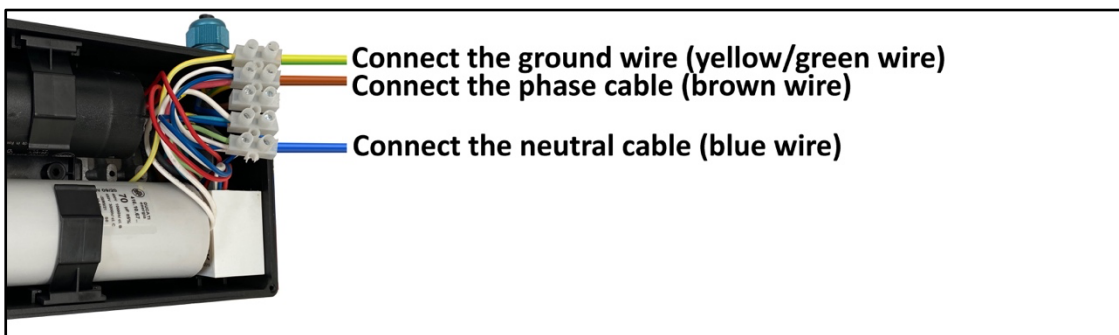 Connect the ground wire (yellow/green wire)
Connect the phase cable (brown wire)
Connect the neutral cable (blue wire)
70